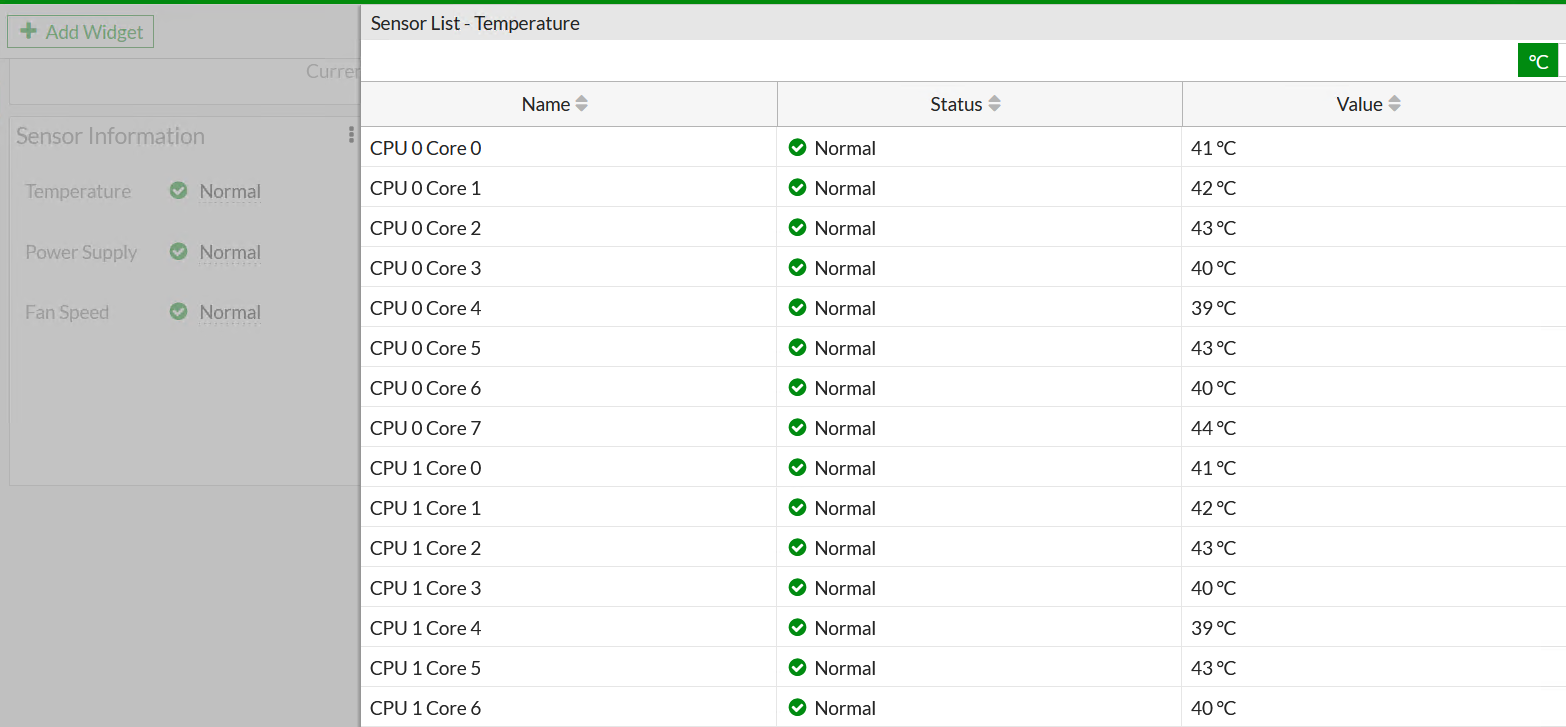 Add Widget
Curren
Sensor Information
Temperature Normal
Power Supply Normal
Fan Speed Normal
Sensor List - Temperature
°C
Name Status Value
CPU 0 Core 0 Normal 41 °C
CPU 0 Core 1 Normal 42 °C
CPU 0 Core 2 Normal 43 °C
CPU 0 Core 3 Normal 40 °C
CPU 0 Core 4 Normal 39 °C
CPU 0 Core 5 Normal 43 °C
CPU 0 Core 6 Normal 40 °C
CPU 0 Core 7 Normal 44 °C
CPU 1 Core 0 Normal 41 °C
CPU 1 Core 1 Normal 42 °C
CPU 1 Core 2 Normal 43 °C
CPU 1 Core 3 Normal 40 °C
CPU 1 Core 4 Normal 39 °C
CPU 1 Core 5 Normal 43 °C
CPU 1 Core 6 Normal 40 °C